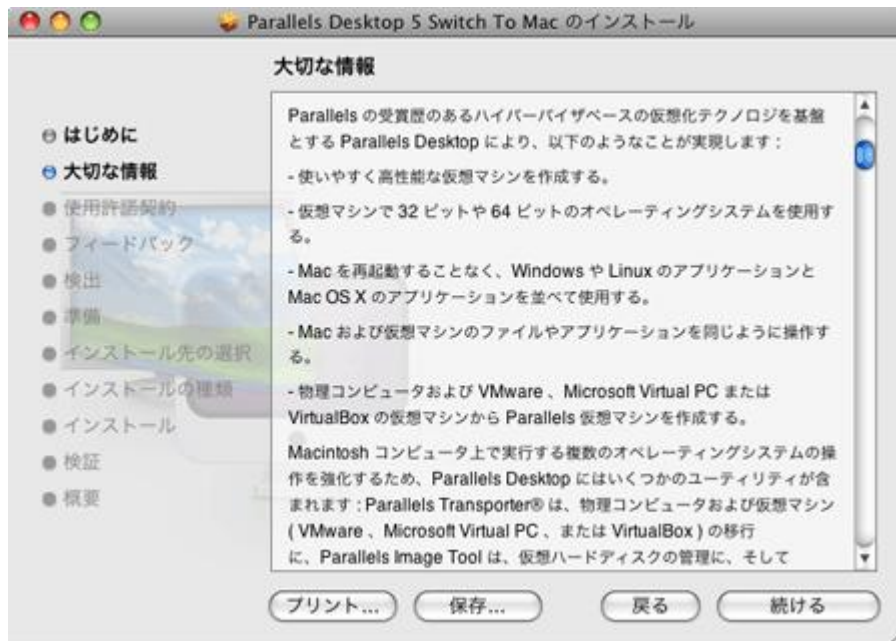 Parallels Desktop 5 Switch To Mac のインストール
大切な情報
はじめに
大切な情報
使用許諾契約
フィードバック
検出
準備
インストール先の選択
インストールの種類
インストール
検証
概要
Parallels の受賞歴のあるハイパーバイザベースの仮想化テクノロジを基盤
とする Parallels Desktop により、以下のようなことが実現します：
- 使いやすく高性能な仮想マシンを作成する。
- 仮想マシンで 32 ビットや 64 ビットのオペレーティングシステムを使用す
る。
- Mac を再起動することなく、Windows や Linux のアプリケーションと
Mac OS X のアプリケーションを並べて使用する。
- Mac および仮想マシンのファイルやアプリケーションを同じように操作す
る。
- 物理コンピュータおよび VMware 、Microsoft Virtual PC または
VirtualBox の仮想マシンから Parallels 仮想マシンを作成する。
Macintosh コンピュータ上で実行する複数のオペレーティングシステムの操
作を強化するため、Parallels Desktop にはいくつかのユーティリティが含
まれます : Parallels Transporter® は、物理コンピュータおよび仮想マシン
( VMware 、Microsoft Virtual PC 、または VirtualBox ) の移行
に、Parallels Image Tool は、仮想ハードディスクの管理に、そして
プリント...
保存...
戻る
続ける